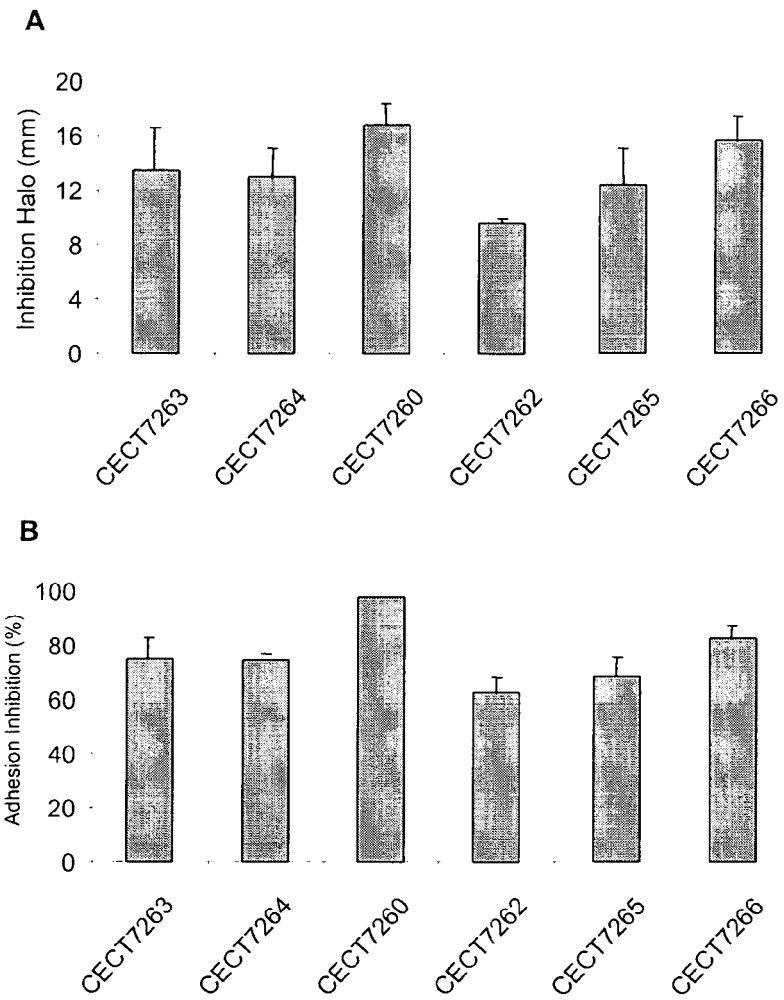 A
Inhibition Halo (mm)
20
16
12
8
4
0
CECT7263
CECT7264
CECT7260
CECT7262
CECT7265
CECT7266
B
Adhesion Inhibition (%)
100
80
60
40
20
0
CECT7263
CECT7264
CECT7260
CECT7262
CECT7265
CECT7266